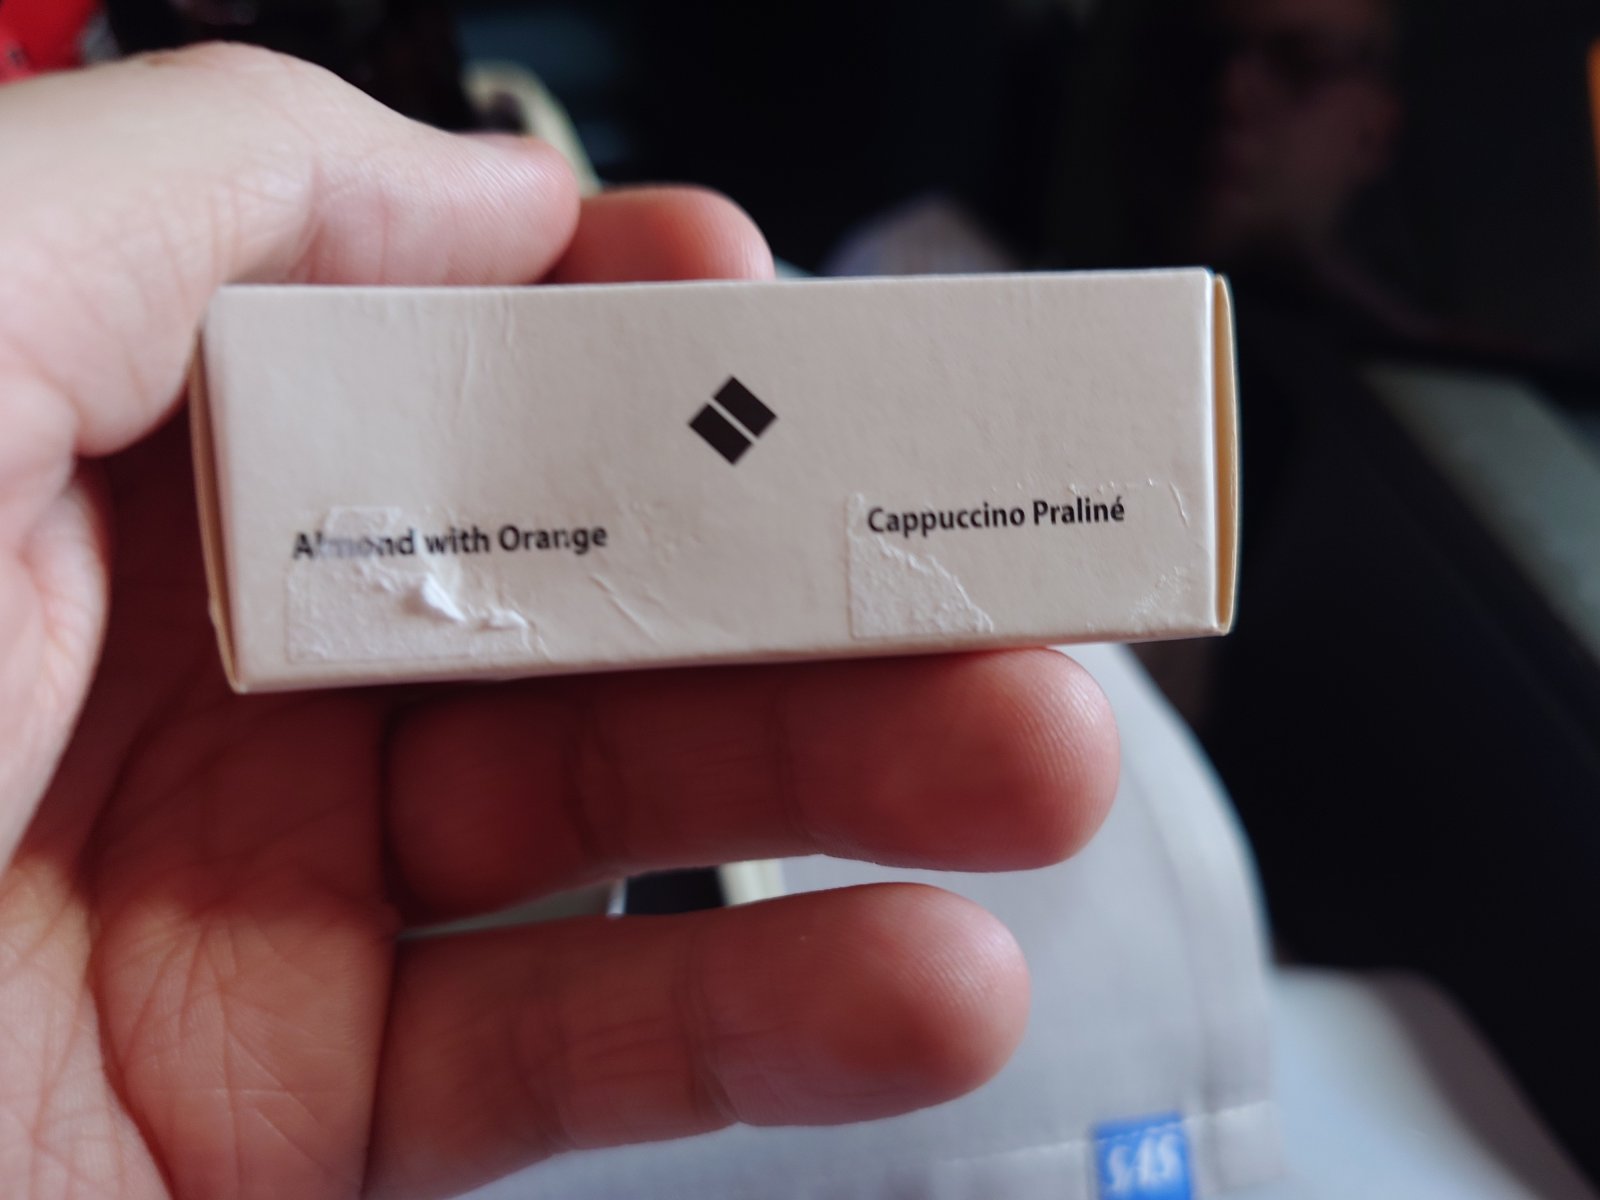 Almond with Orange
Cappuccino Praliné
SAS